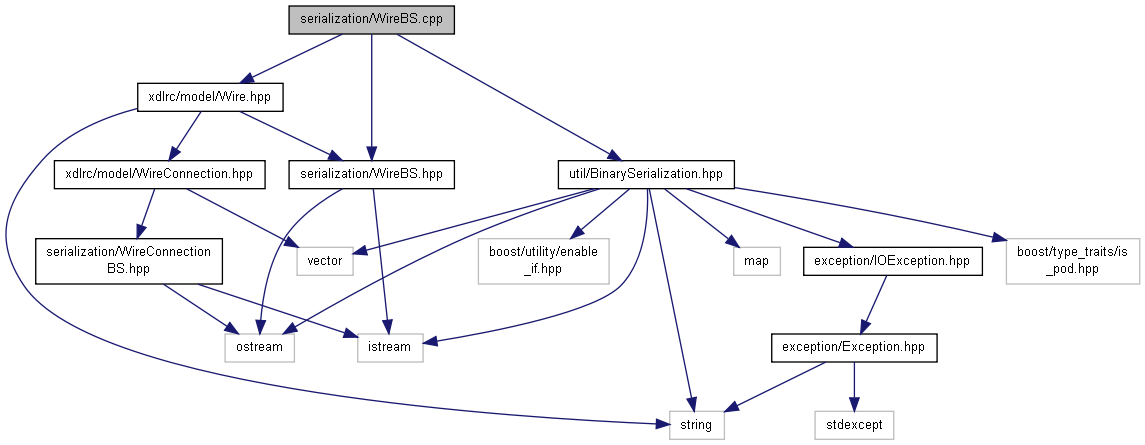 serialization/WireBS.cpp
xdlrc/model/Wire.hpp
xdlrc/model/WireConnection.hpp
serialization/WireBS.hpp
util/BinarySerialization.hpp
serialization/WireConnection
BS.hpp
vector
boost/utility/enable
_if.hpp
map
exception/IOException.hpp
boost/type_traits/is
_pod.hpp
ostream
istream
exception/Exception.hpp
string
stdexcept